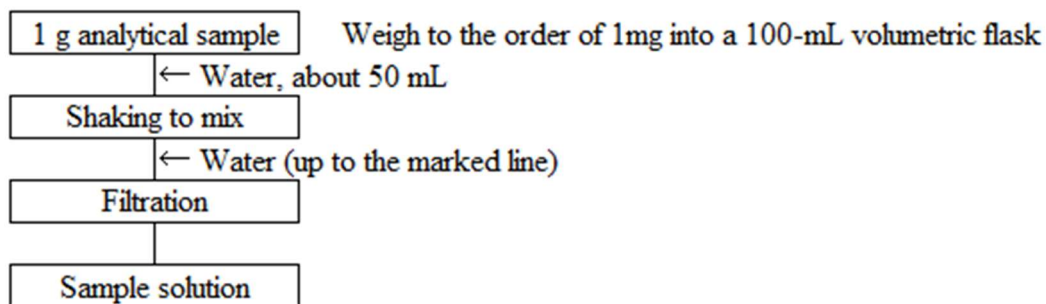 1 g analytical sample Weigh to the order of 1mg into a 100-mL volumetric flask
← Water, about 50 mL
Shaking to mix
← Water (up to the marked line)
Filtration
Sample solution